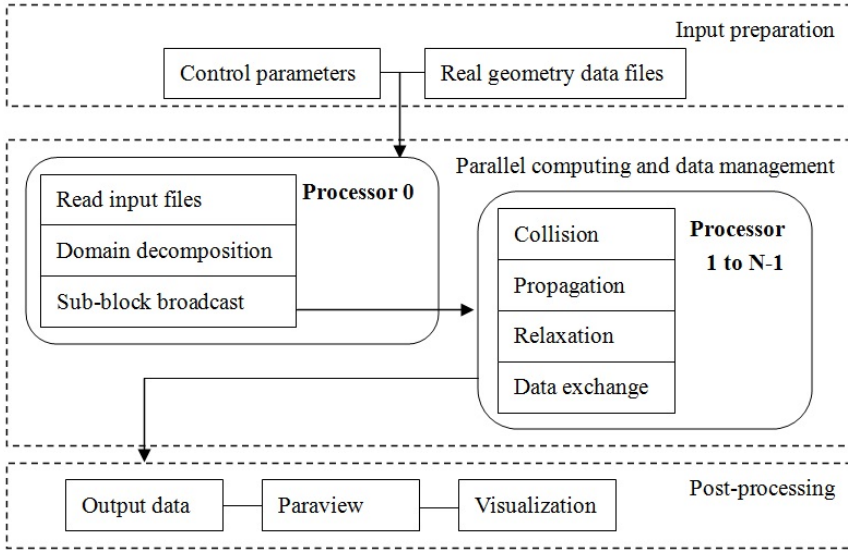 Input preparation
Control parameters
Real geometry data files
Parallel computing and data management
Processor 0
Read input files
Domain decomposition
Sub-block broadcast
Processor
1 to N-1
Collision
Propagation
Relaxation
Data exchange
Post-processing
Output data
Paraview
Visualization